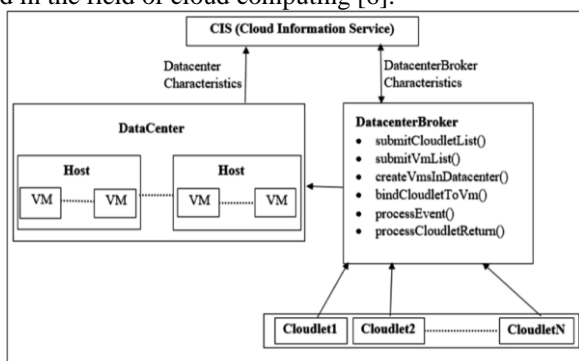 d in the field of cloud computing [6].
CIS (Cloud Information Service)
Datacenter
Characteristics
DatacenterBroker
Characteristics
DataCenter
Host
VM
VM
Host
VM
VM
DatacenterBroker
• submitCloudletList()
• submitVmList()
• createVmsInDatacenter()
• bindCloudletToVm()
• processEvent()
• processCloudletReturn()
Cloudlet1
Cloudlet2
CloudletN